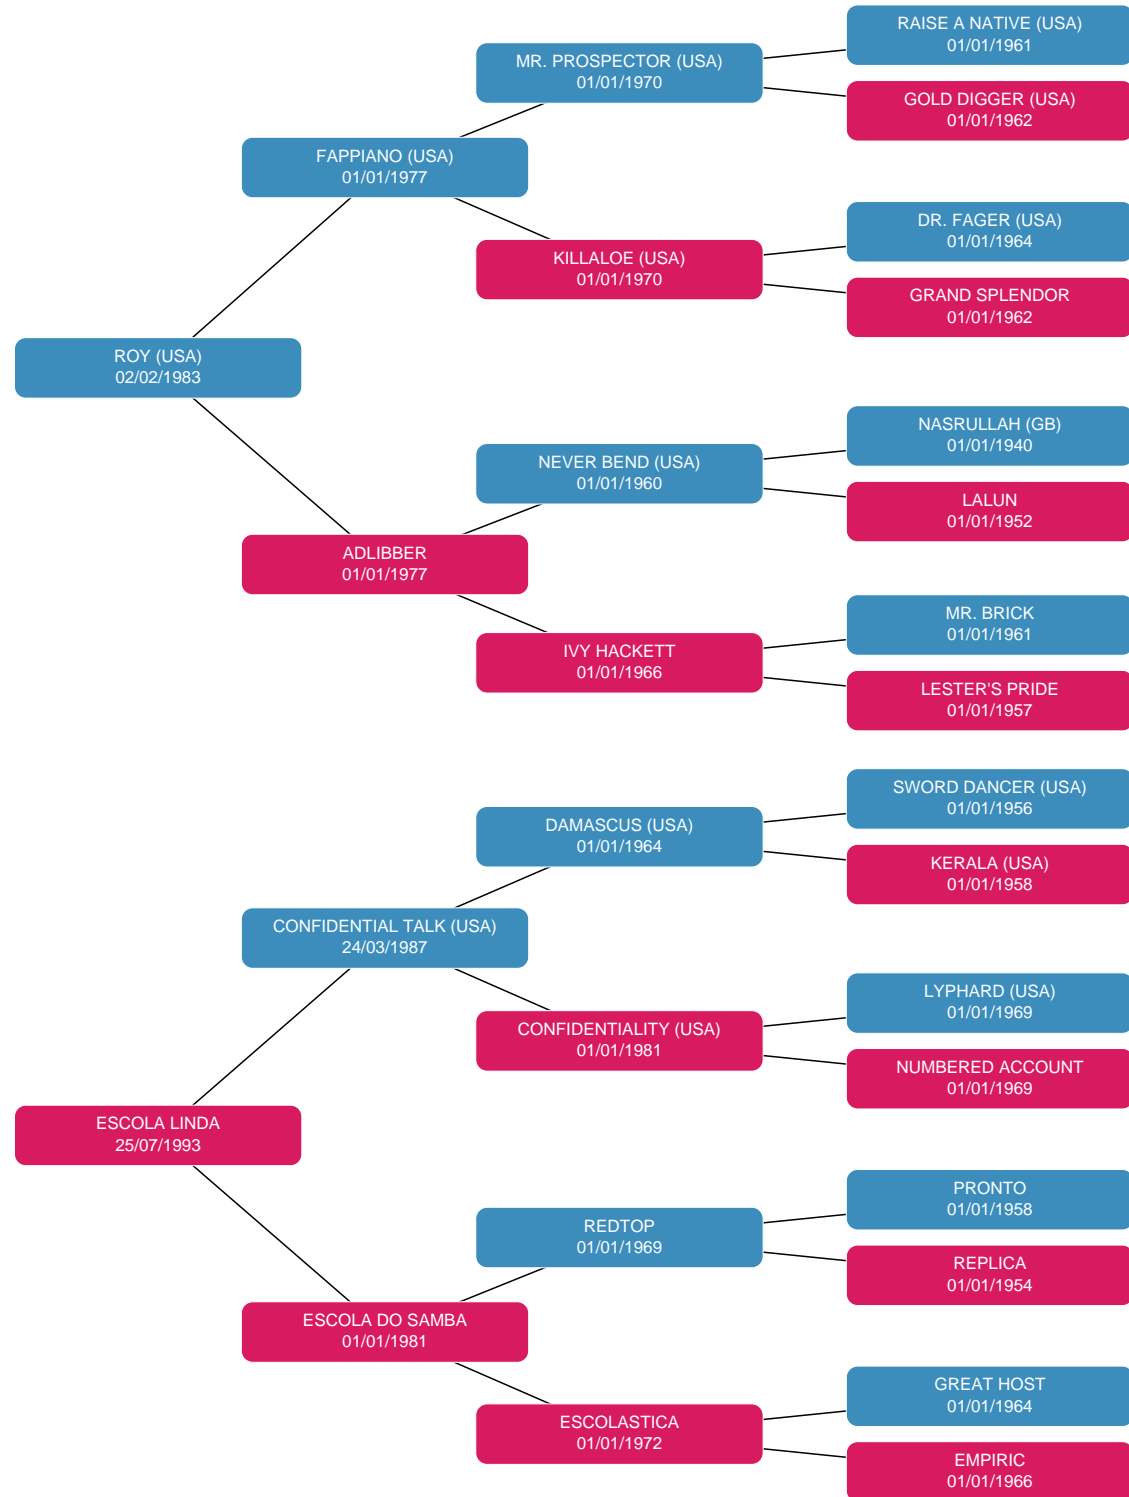 RAISE A NATIVE (USA)
01/01/1961
MR. PROSPECTOR (USA)
01/01/1970
GOLD DIGGER (USA)
01/01/1962
FAPPIANO (USA)
01/01/1977
DR. FAGER (USA)
01/01/1964
KILLALOE (USA)
01/01/1970
GRAND SPLENDOR
01/01/1962
ROY (USA)
02/02/1983
NASRULLAH (GB)
01/01/1940
NEVER BEND (USA)
01/01/1960
LALUN
01/01/1952
ADLIBBER
01/01/1977
MR. BRICK
01/01/1961
IVY HACKETT
01/01/1966
LESTER'S PRIDE
01/01/1957
SWORD DANCER (USA)
01/01/1956
DAMASCUS (USA)
01/01/1964
KERALA (USA)
01/01/1958
CONFIDENTIAL TALK (USA)
24/03/1987
LYPHARD (USA)
01/01/1969
CONFIDENTIALITY (USA)
01/01/1981
NUMBERED ACCOUNT
01/01/1969
ESCOLA LINDA
25/07/1993
PRONTO
01/01/1958
REDTOP
01/01/1969
REPLICA
01/01/1954
ESCOLA DO SAMBA
01/01/1981
GREAT HOST
01/01/1964
ESCOLASTICA
01/01/1972
EMPIRIC
01/01/1966